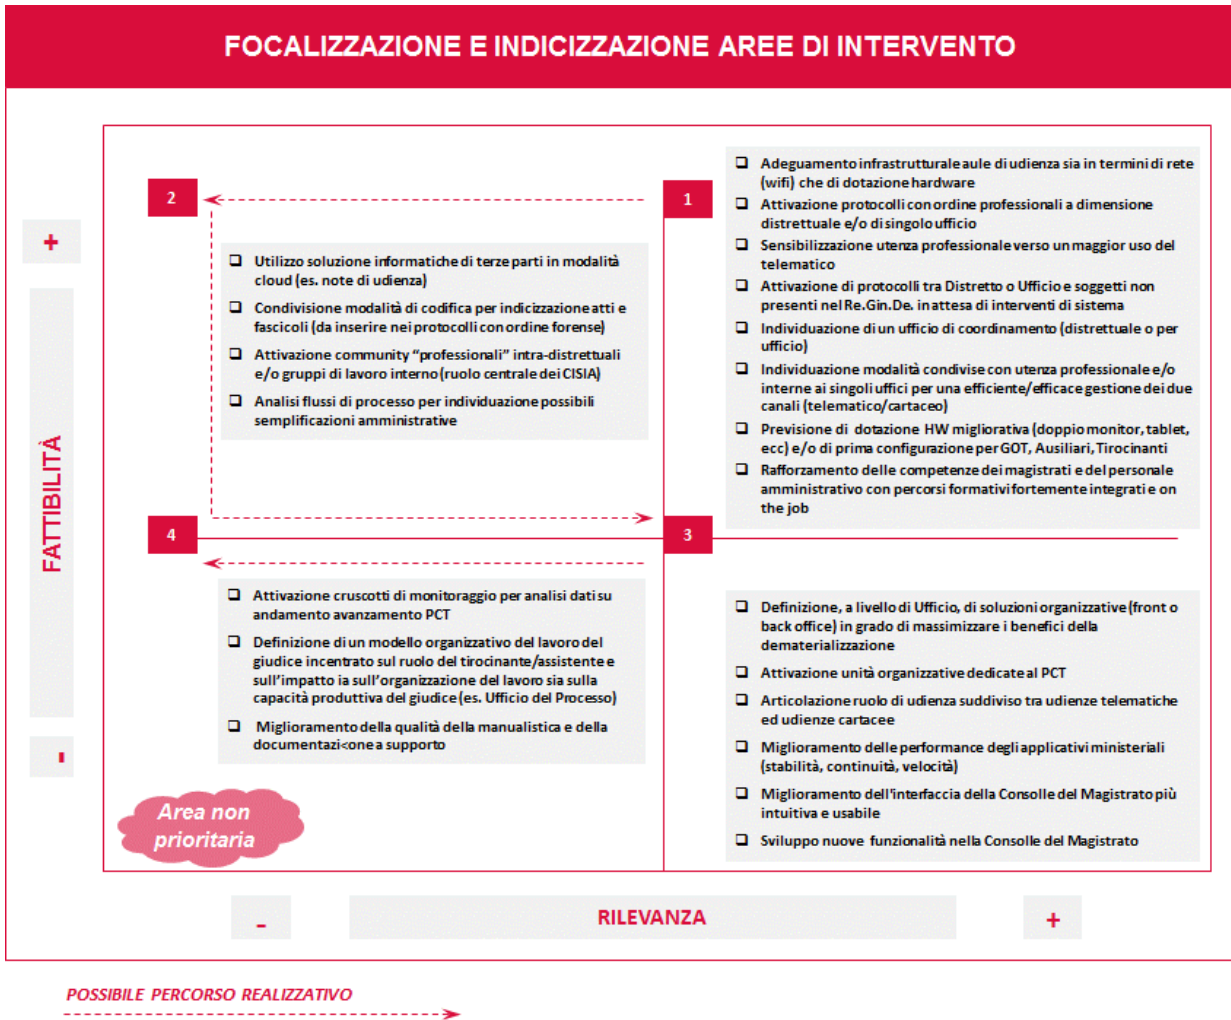 FOCALIZZAZIONE E INDICIZZAZIONE AREE DI INTERVENTO
2
1
Adeguamento infrastrutturale aule di udienza sia in termini di rete
(wifi) che di dotazione hardware
Attivazione protocolli con ordine professionali a dimensione
distrettuale e/o di singolo ufficio
Sensibilizzazione utenza professionale verso un maggior uso del
telematico
Attivazione di protocolli tra Distretto o Ufficio e soggetti non
presenti nel Re.Gin.De. in attesa di interventi di sistema
Individuazione di un ufficio di coordinamento (distrettuale o per
ufficio)
Individuazione modalità condivise con utenza professionale e/o
interne ai singoli uffici per una efficiente/efficace gestione dei due
canali (telematico/cartaceo)
Previsione di dotazione HW migliorativa (doppio monitor, tablet,
ecc) e/o di prima configurazione per GOT, Ausiliari, Tirocinanti
Rafforzamento delle competenze dei magistrati e del personale
amministrativo con percorsi formativi fortemente integrati e on
the job
+
Utilizzo soluzione informatiche di terze parti in modalità
cloud (es. note di udienza)
Condivisione modalità di codifica per indicizzazione atti e
fascicoli (da inserire nei protocolli con ordine forense)
Attivazione community “professionali” intra-distrettuali
e/o gruppi di lavoro interno (ruolo centrale dei CISIA)
Analisi flussi di processo per individuazione possibili
semplificazioni amministrative
FATTIBILITÀ
4
3
Attivazione cruscotti di monitoraggio per analisi dati su
andamento avanzamento PCT
Definizione di un modello organizzativo del lavoro del
giudice incentrato sul ruolo del tirocinante/assistente e
sull’impatto ia sull’organizzazione del lavoro sia sulla
capacità produttiva del giudice (es. Ufficio del Processo)
Miglioramento della qualità della manualistica e della
documentazi<one a supporto
Definizione, a livello di Ufficio, di soluzioni organizzative (front o
back office) in grado di massimizzare i benefici della
dematerializzazione
Attivazione unità organizzative dedicate al PCT
Articolazione ruolo di udienza suddiviso tra udienze telematiche
ed udienze cartacee
Miglioramento delle performance degli applicativi ministeriali
(stabilità, continuità, velocità)
Miglioramento dell'interfaccia della Consolle del Magistrato più
intuitiva e usabile
Sviluppo nuove funzionalità nella Consolle del Magistrato
-
Area non
prioritaria
-
RILEVANZA
+
POSSIBILE PERCORSO REALIZZATIVO